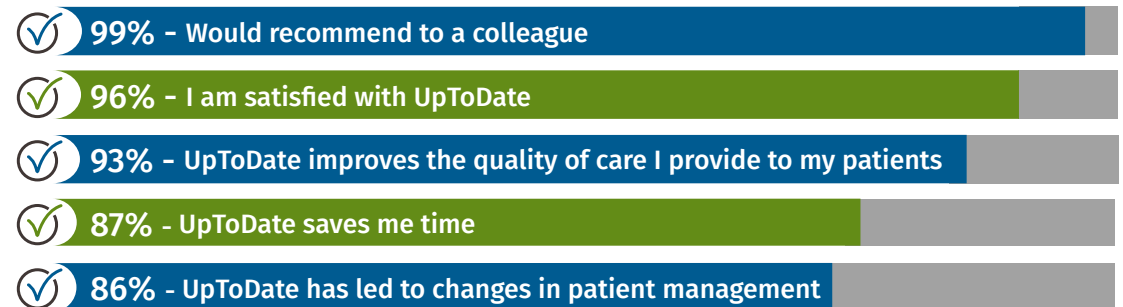 99% - Would recommend to a colleague
96% - I am satisfied with UpToDate
93% - UpToDate improves the quality of care I provide to my patients
87% - UpToDate saves me time
86% - UpToDate has led to changes in patient management